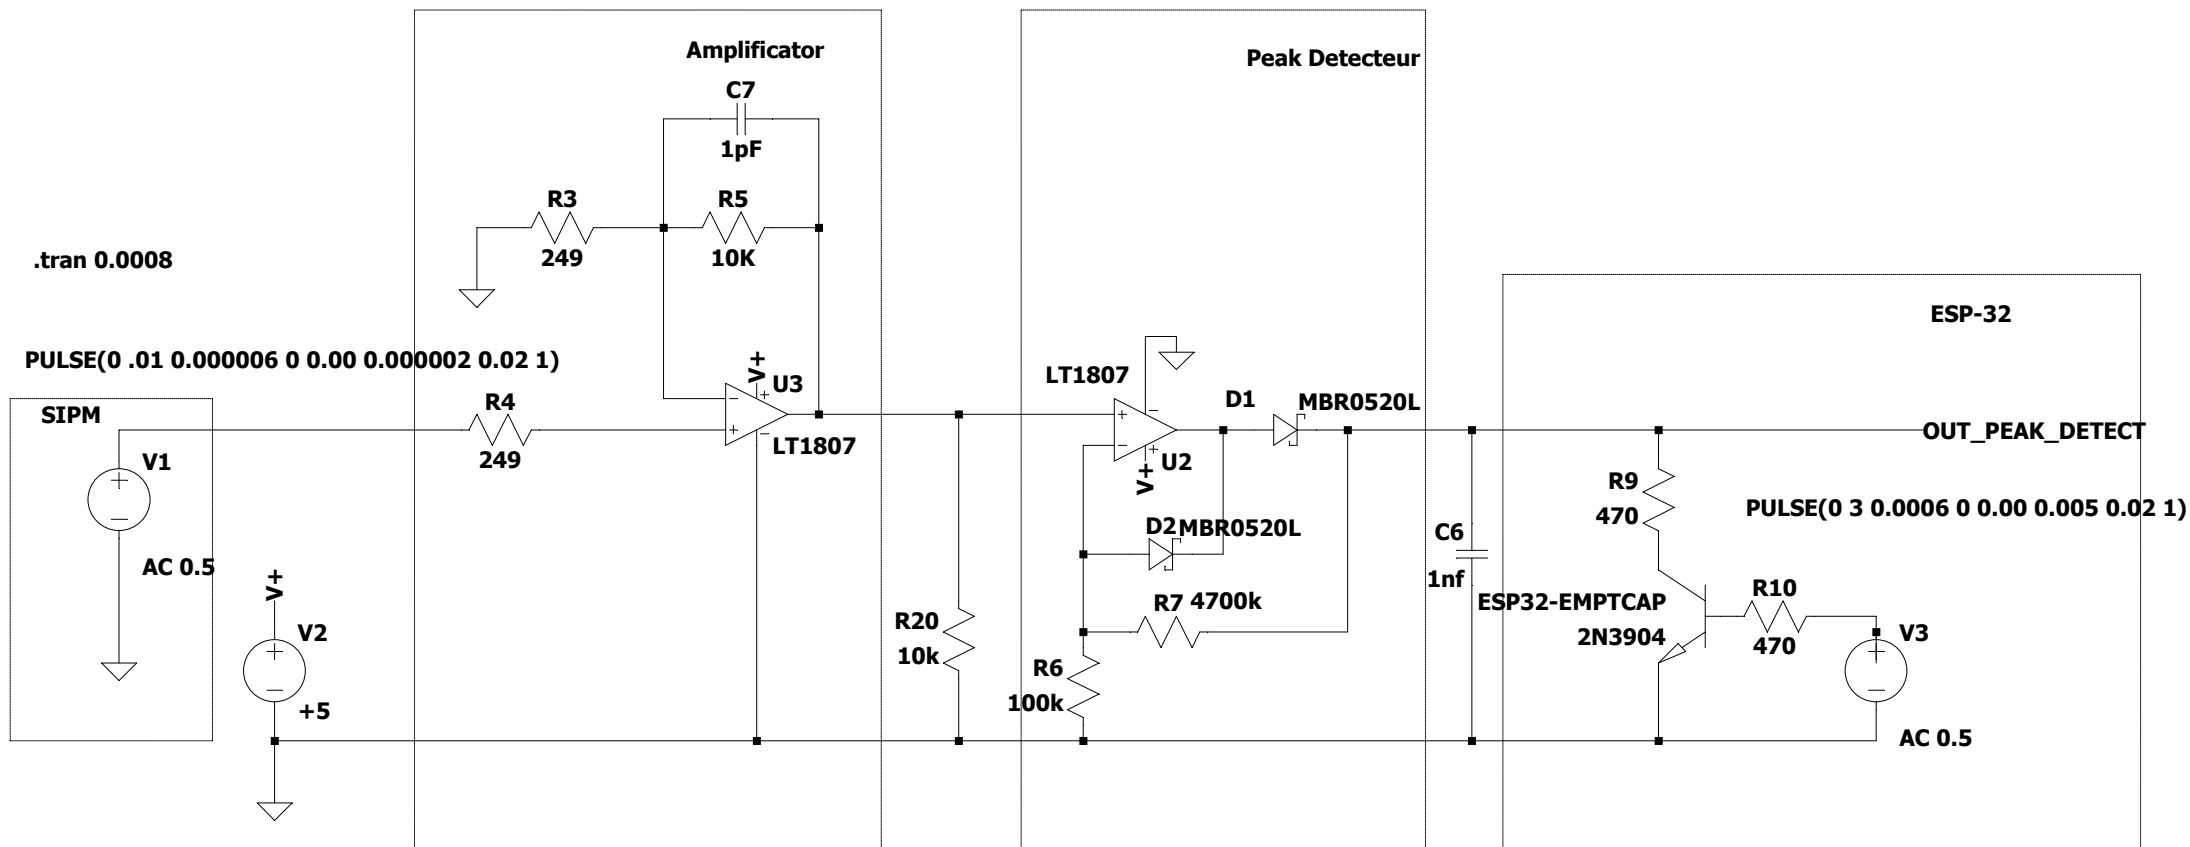 Amplificator
Peak Detecteur
C7
1pF
R3
249
R5
10K
.tran 0.0008
ESP-32
PULSE(0 .01 0.000006 0 0.00 0.000002 0.02 1)
V+
U3
LT1807
LT1807
D1
MBR0520L
SIPM
R4
249
OUT_PEAK_DETECT
V1
U2
V+
R9
470
PULSE(0 3 0.0006 0 0.00 0.005 0.02 1)
D2
MBR0520L
C6
1nf
AC 0.5
V+
R7
4700k
ESP32-EMPTCAP
2N3904
R10
470
V2
R20
10k
V3
R6
100k
+5
AC 0.5